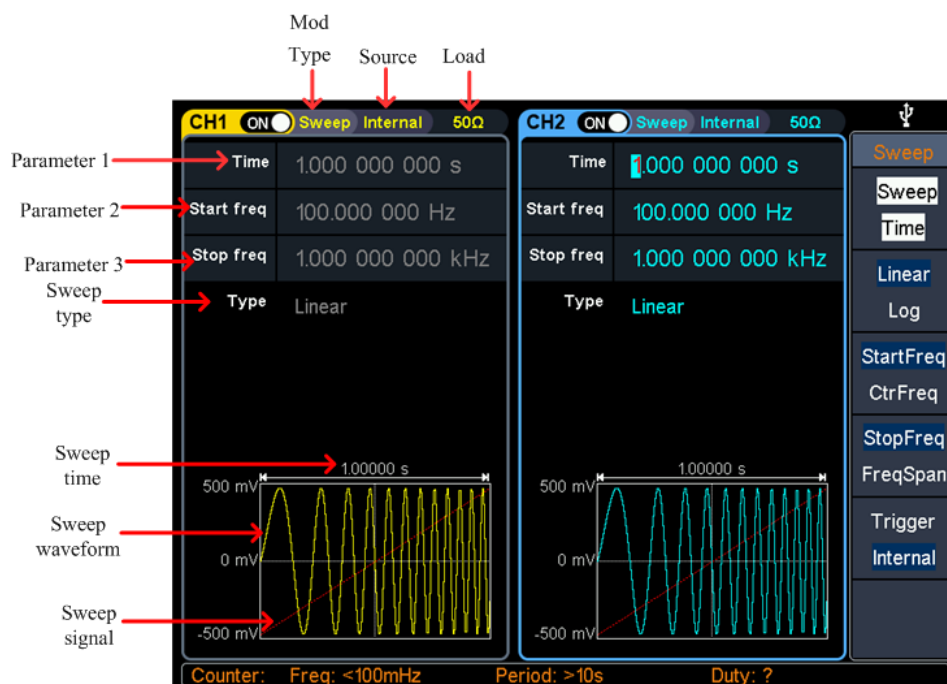 Mod
Type
Source
Load
CH1 ON Sweep Internal 50Ω
CH2 ON Sweep Internal 50Ω
Parameter 1
Time 1.000 000 000 s
Parameter 2
Start freq 100.000 000 Hz
Parameter 3
Stop freq 1.000 000 000 kHz
Sweep
type
Type Linear
Time 1.000 000 000 s
Start freq 100.000 000 Hz
Stop freq 1.000 000 000 kHz
Type Linear
Sweep
Sweep
Time
Linear
Log
StartFreq
CtrFreq
StopFreq
FreqSpan
Trigger
Internal
Sweep
time
1.00000 s
500 mV
Sweep
waveform
0 mV
Sweep
signal
-500 mV
1.00000 s
500 mV
0 mV
-500 mV
Counter: Freq: <100mHz Period: >10s Duty: ?